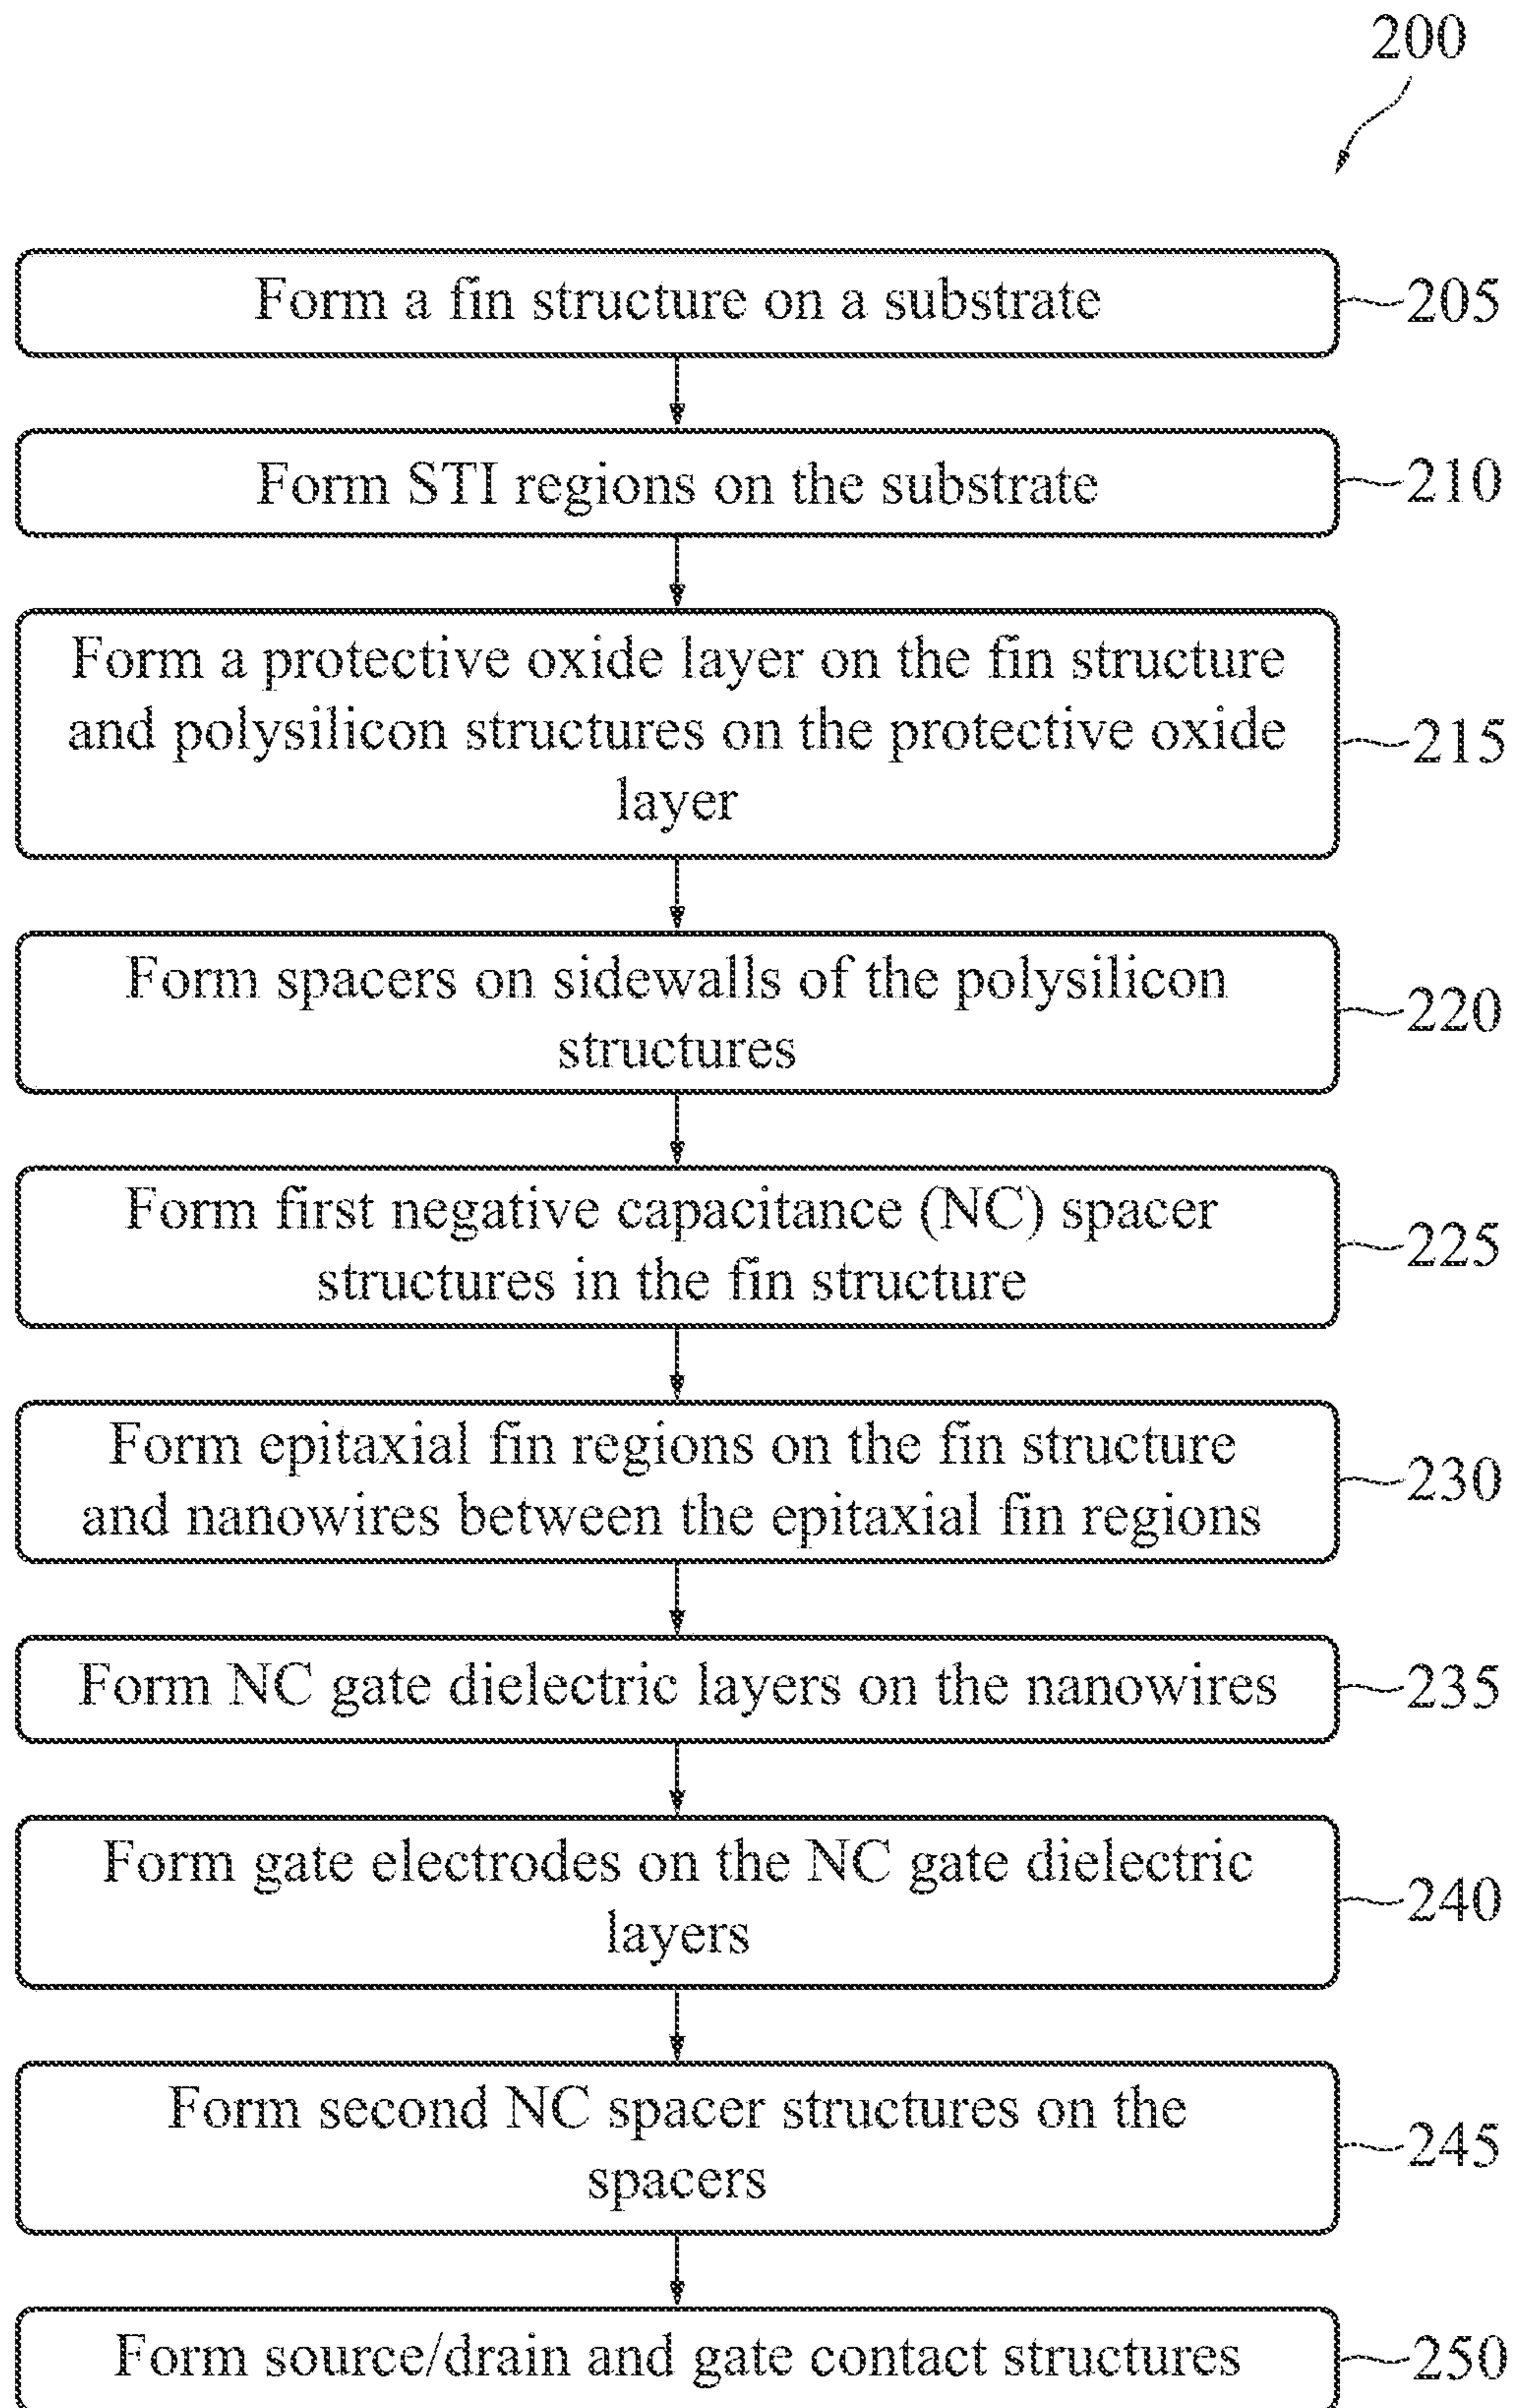 200
Form a fin structure on a substrate
205
Form STI regions on the substrate
210
Form a protective oxide layer on the fin structure
and polysilicon structures on the protective oxide
layer
215
Form spacers on sidewalls of the polysilicon
structures
220
Form first negative capacitance (NC) spacer
structures in the fin structure
225
Form epitaxial fin regions on the fin structure
and nanowires between the epitaxial fin regions
230
Form NC gate dielectric layers on the nanowires
235
Form gate electrodes on the NC gate dielectric
layers
240
Form second NC spacer structures on the
spacers
245
Form source/drain and gate contact structures
250